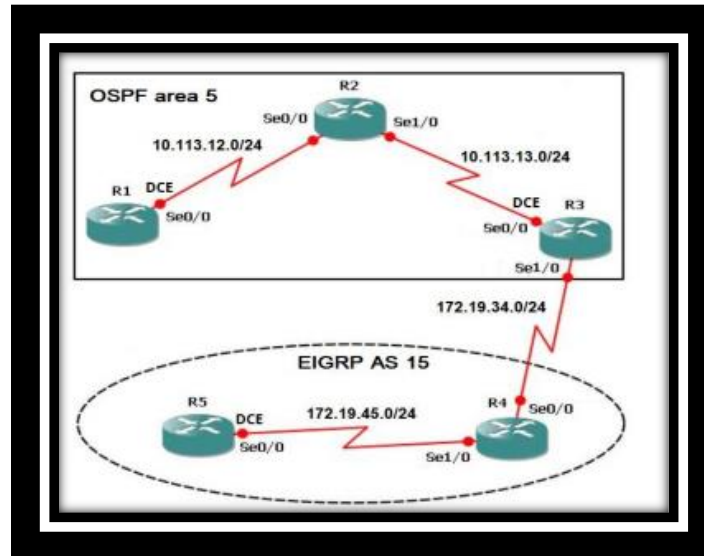 OSPF area 5
R2
Se0/0
Se1/0
10.113.12.0/24
10.113.13.0/24
R1
DCE
Se0/0
DCE
R3
Se0/0
Se1/0
172.19.34.0/24
EIGRP AS 15
R5
DCE
172.19.45.0/24
R4
Se0/0
Se0/0
Se1/0